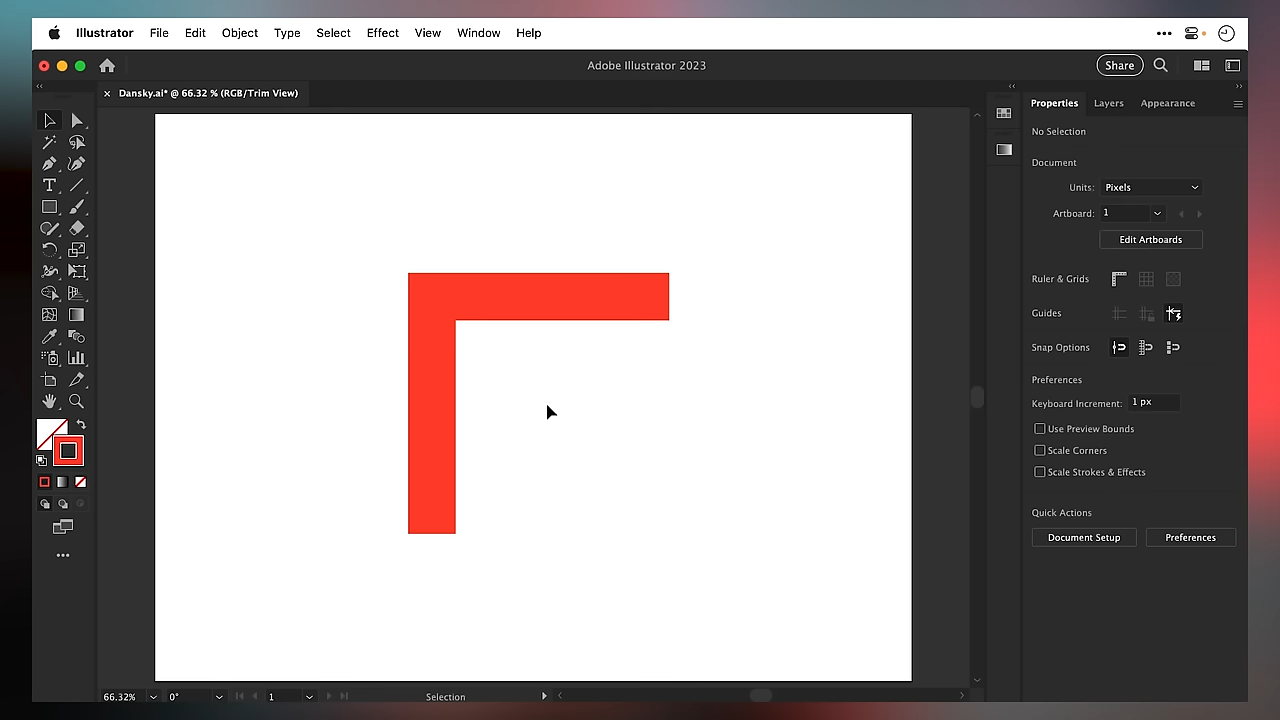 Illustrator File Edit Object Type Select Effect View Window Help
Adobe Illustrator 2023
Share
Dansky.ai* @ 66.32 % (RGB/Trim View)
Properties Layers Appearance
No Selection
Document
Units: Pixels
Artboard: 1
Edit Artboards
Ruler & Grids
Guides
Snap Options
Preferences
Keyboard Increment: 1 px
Use Preview Bounds
Scale Corners
Scale Strokes & Effects
Quick Actions
Document Setup Preferences
66.32% 0° 1 Selection